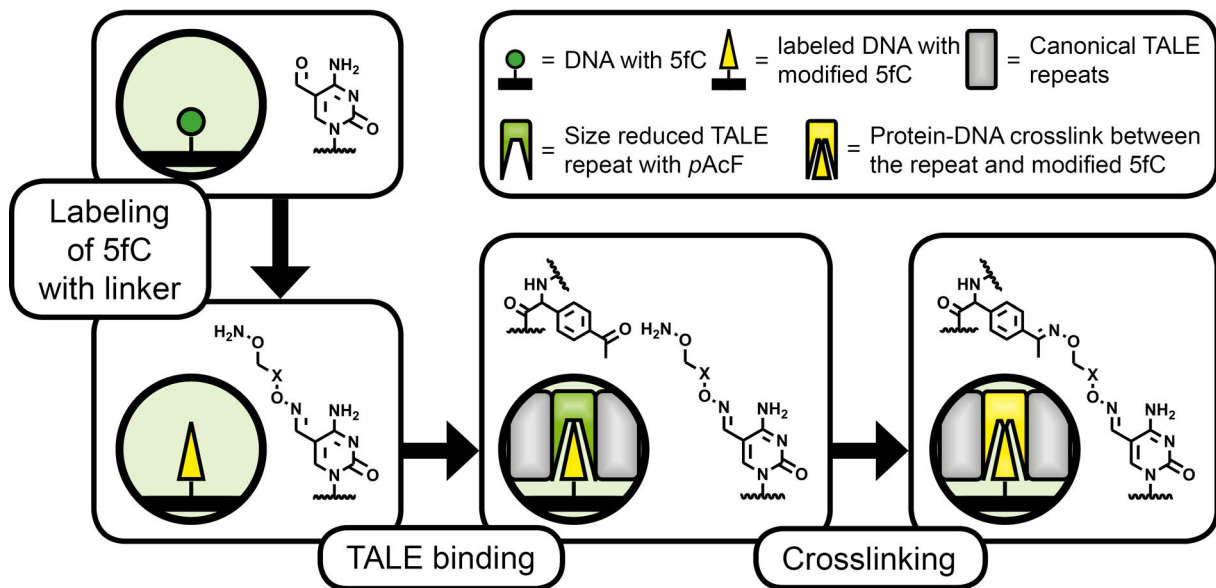 = DNA with 5fC
= labeled DNA with
modified 5fC
= Canonical TALE
repeats
= Size reduced TALE
repeat with pAcF
= Protein-DNA crosslink between
the repeat and modified 5fC
O
NH2
N
N
O
Labeling
of 5fC
with linker
H2N
O
X
O
N
NH2
N
N
O
HN
O
O
H2N
O
X
O
N
NH2
N
N
O
HN
O
N
O
X
O
N
NH2
N
N
O
TALE binding
Crosslinking